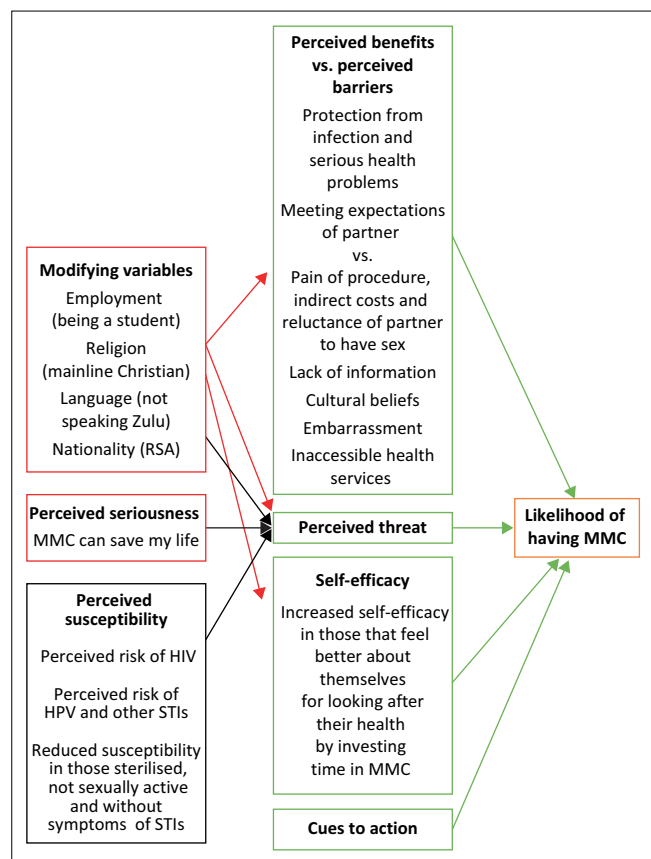 Modifying variables
Employment
(being a student)
Religion
(mainline Christian)
Language (not
speaking Zulu)
Nationality (RSA)
Perceived seriousness
MMC can save my life
Perceived
susceptibility
Perceived risk of HIV
Perceived risk of
HPV and other STIs
Reduced susceptibility
in those sterilised,
not sexually active
and without
symptoms of STIs
Perceived benefits
vs. perceived
barriers
Protection from
infection and
serious health
problems
Meeting expectations
of partner
vs.
Pain of procedure,
indirect costs and
reluctance of partner
to have sex
Lack of information
Cultural beliefs
Embarrassment
Inaccessible health
services
Perceived threat
Self-efficacy
Increased self-efficacy
in those that feel
better about
themselves
for looking after
their health
by investing
time in MMC
Cues to action
Likelihood of
having MMC